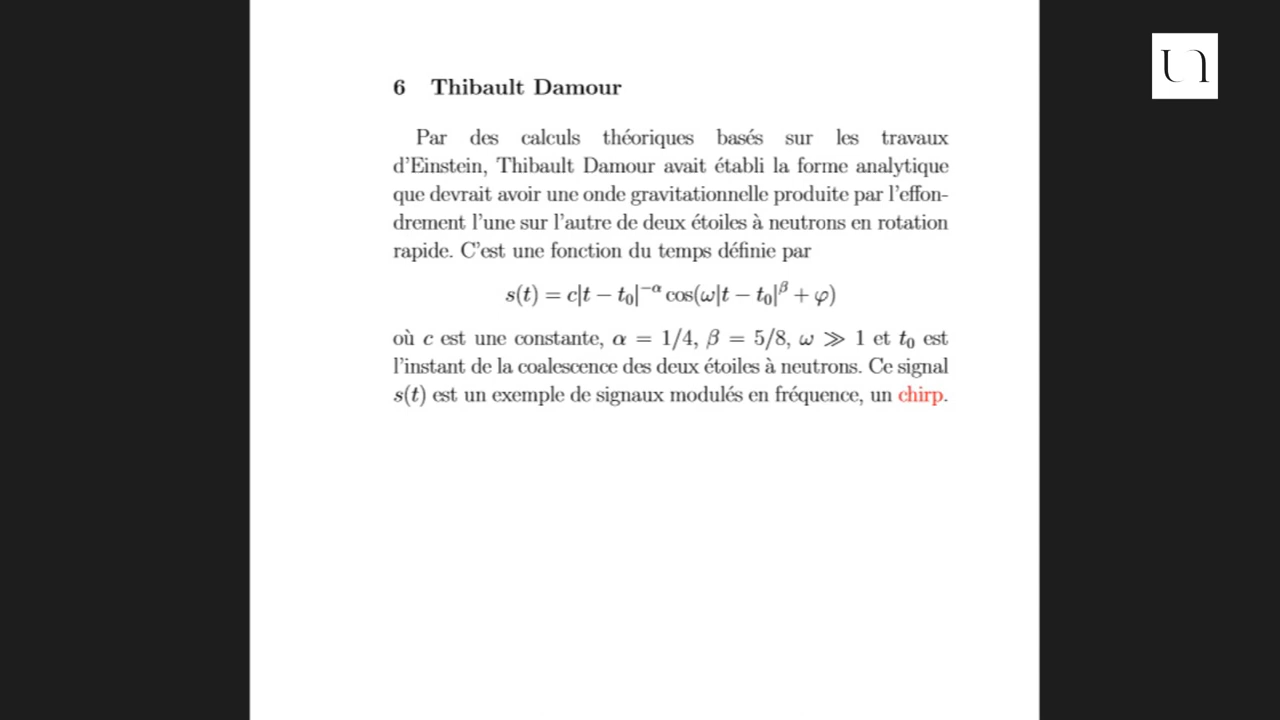 6 Thibault Damour
Par des calculs théoriques basés sur les travaux
d'Einstein, Thibault Damour avait établi la forme analytique
que devrait avoir une onde gravitationnelle produite par l'effon-
drement l'une sur l'autre de deux étoiles à neutrons en rotation
rapide. C'est une fonction du temps définie par
s(t) = c|t − t₀|^{−α} cos(ω|t − t₀|^β + φ)
où c est une constante, α = 1/4, β = 5/8, ω ≫ 1 et t₀ est
l'instant de la coalescence des deux étoiles à neutrons. Ce signal
s(t) est un exemple de signaux modulés en fréquence, un chirp.